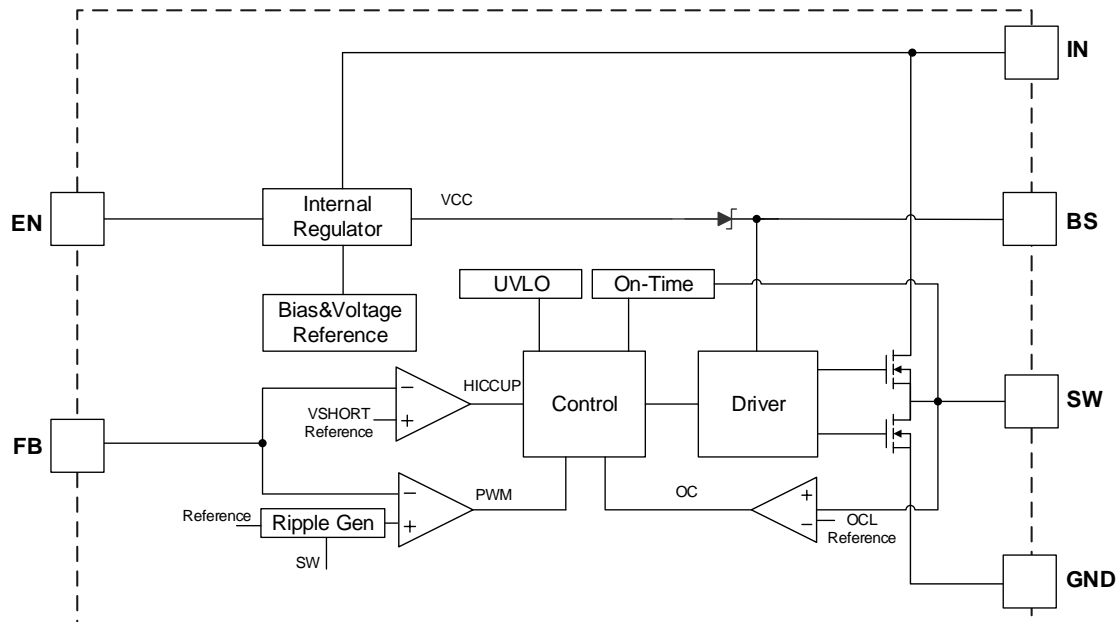 IN
EN
Internal
Regulator
VCC
BS
UVLO
On-Time
Bias&Voltage
Reference
HICCUP
−
+
VSHORT
Reference
Control
Driver
SW
FB
−
+
PWM
OC
+
−
OCL
Reference
Reference
Ripple Gen
SW
GND